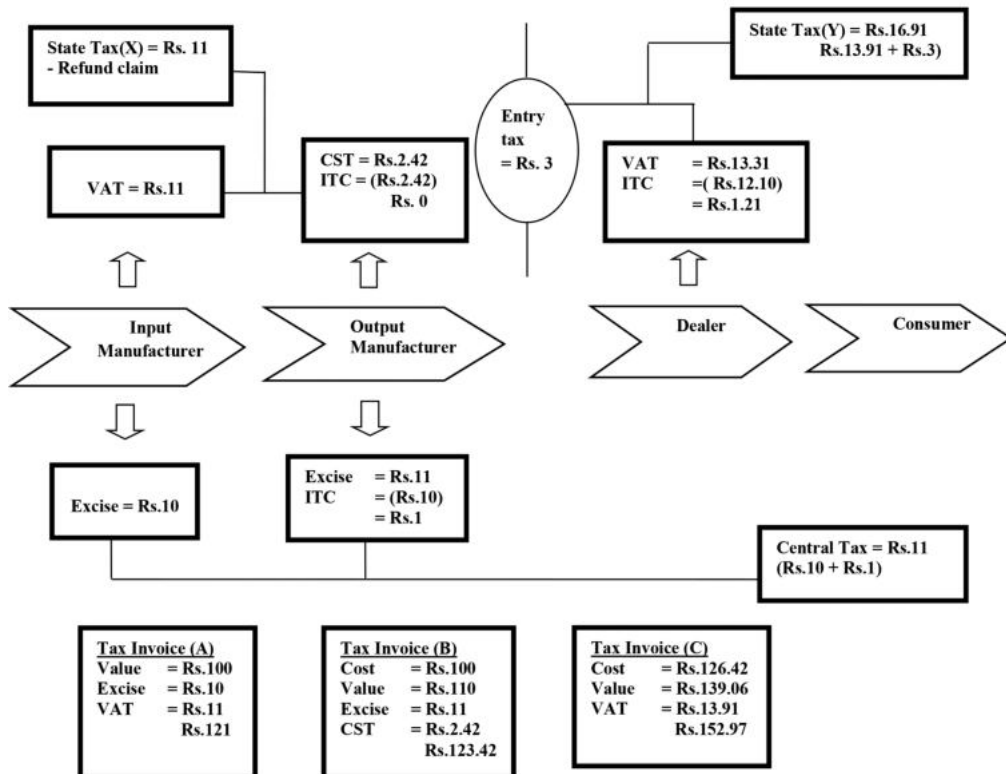 State Tax(X) = Rs. 11
- Refund claim
VAT = Rs.11
CST = Rs.2.42
ITC = (Rs.2.42)
Rs. 0
Entry
tax
= Rs. 3
State Tax(Y) = Rs.16.91
Rs.13.91 + Rs.3)
VAT = Rs.13.31
ITC =( Rs.12.10)
= Rs.1.21
Input
Manufacturer
Output
Manufacturer
Dealer
Consumer
Excise = Rs.10
Excise = Rs.11
ITC = (Rs.10)
= Rs.1
Central Tax = Rs.11
(Rs.10 + Rs.1)
Tax Invoice (A)
Value = Rs.100
Excise = Rs.10
VAT = Rs.11
Rs.121
Tax Invoice (B)
Cost = Rs.100
Value = Rs.110
Excise = Rs.11
CST = Rs.2.42
Rs.123.42
Tax Invoice (C)
Cost = Rs.126.42
Value = Rs.139.06
VAT = Rs.13.91
Rs.152.97